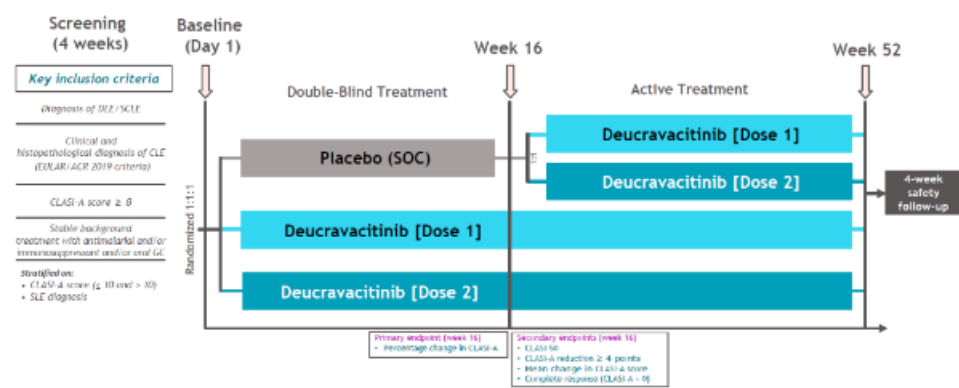 Screening
(4 weeks)
Baseline
(Day 1)
Week 16
Week 52
Key inclusion criteria
Diagnosis of DLE/SCLE
Clinical and
histopathological diagnosis of CLE
(EULAR/ACR 2019 criteria)
CLASI-A score ≥ 8
Stable background
treatment with antimalarial and/or
immunosuppressant and/or oral GC
Stratified on:
• CLASI-A score (≤ 10 and > 10)
• SLE diagnosis
Double-Blind Treatment
Active Treatment
Randomized 1:1:1
Placebo (SOC)
1:1
Deucravacitinib [Dose 1]
Deucravacitinib [Dose 2]
Deucravacitinib [Dose 1]
Deucravacitinib [Dose 2]
4-week
safety
follow-up
Primary endpoint (week 16)
• Percentage change in CLASI-A
Secondary endpoints (week 16)
• CLASI-50
• CLASI-A reduction ≥ 4 points
• Mean change in CLASI-A score
• Complete response (CLASI-A = 0)